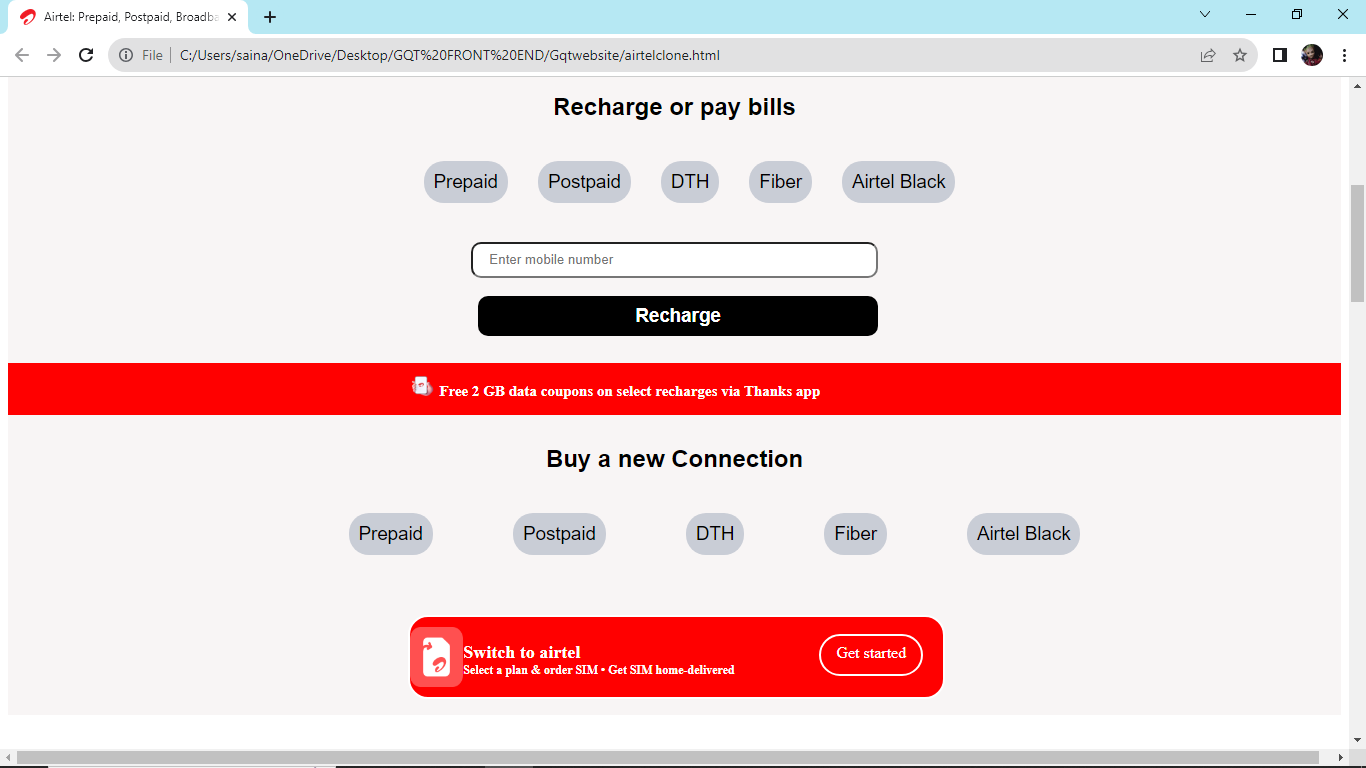 Airtel: Prepaid, Postpaid, Broadba
File C:/Users/saina/OneDrive/Desktop/GQT%20FRONT%20END/Gqtwebsite/airtelclone.html
Recharge or pay bills
Prepaid Postpaid DTH Fiber Airtel Black
Enter mobile number
Recharge
Free 2 GB data coupons on select recharges via Thanks app
Buy a new Connection
Prepaid Postpaid DTH Fiber Airtel Black
Switch to airtel
Select a plan & order SIM • Get SIM home-delivered
Get started